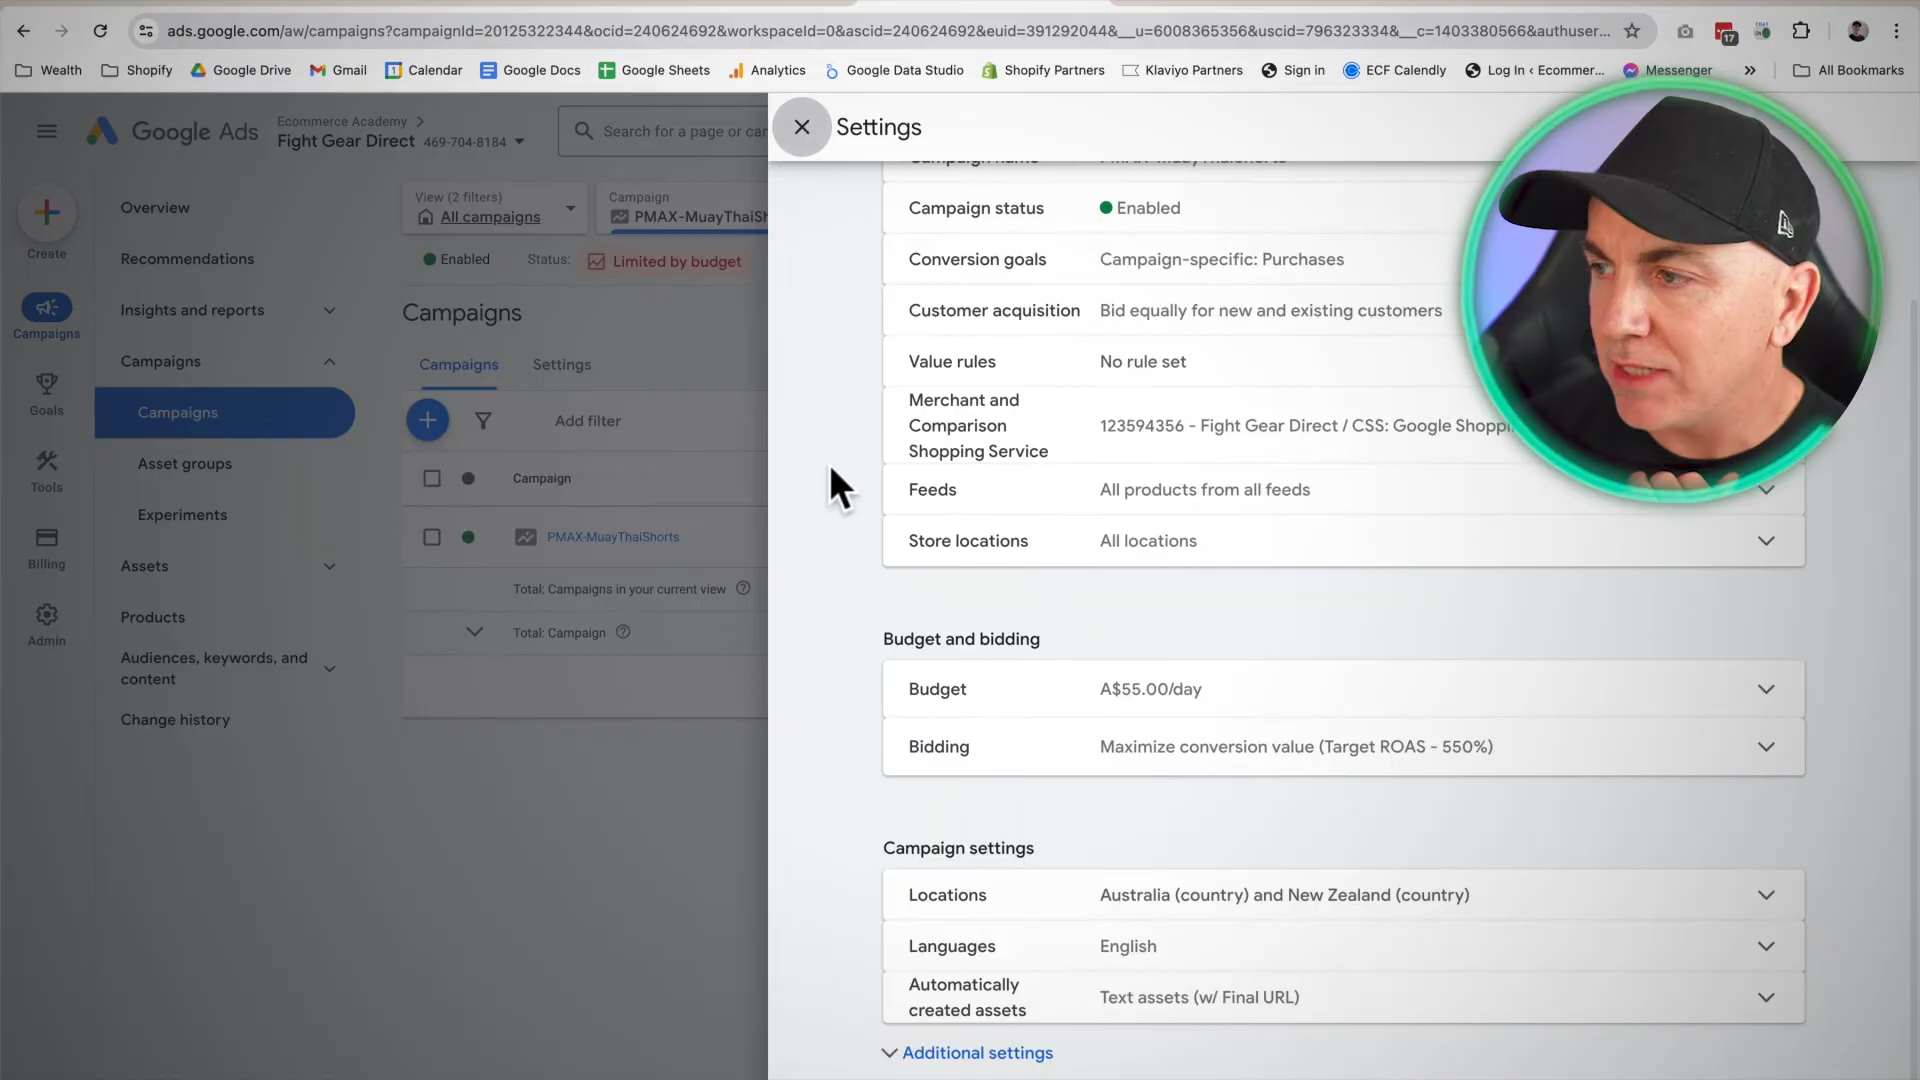 ads.google.com/aw/campaigns?campaignId=20125322344&ocid=240624692&workspaceId=0&ascid=240624692&euid=391292044&__u=6008365356&uscid=796323334&__c=1403380566&authuser...
17
Wealth
Shopify
Google Drive
Gmail
Calendar
Google Docs
Google Sheets
Analytics
Google Data Studio
Shopify Partners
Klaviyo Partners
Sign in
ECF Calendly
Log In ‹ Ecommer...
Messenger
All Bookmarks
Google Ads
Ecommerce Academy
Fight Gear Direct 469-704-8184
Search for a page or car
Settings
Create
Campaigns
Goals
Tools
Billing
Admin
Overview
Recommendations
Insights and reports
Campaigns
Campaigns
Asset groups
Experiments
Assets
Products
Audiences, keywords, and
content
Change history
View (2 filters)
All campaigns
Campaign
PMAX-MuayThaiSh
Enabled
Status:
Limited by budget
Campaigns
Campaigns
Settings
Add filter
Campaign
PMAX-MuayThaiShorts
Total: Campaigns in your current view
Total: Campaign
Campaign name PMAX-MuayThaiShorts
Campaign status Enabled
Conversion goals Campaign-specific: Purchases
Customer acquisition Bid equally for new and existing customers
Value rules No rule set
Merchant and
Comparison
Shopping Service
123594356 - Fight Gear Direct / CSS: Google Shoppi
Feeds All products from all feeds
Store locations All locations
Budget and bidding
Budget A$55.00/day
Bidding Maximize conversion value (Target ROAS - 550%)
Campaign settings
Locations Australia (country) and New Zealand (country)
Languages English
Automatically
created assets
Text assets (w/ Final URL)
Additional settings